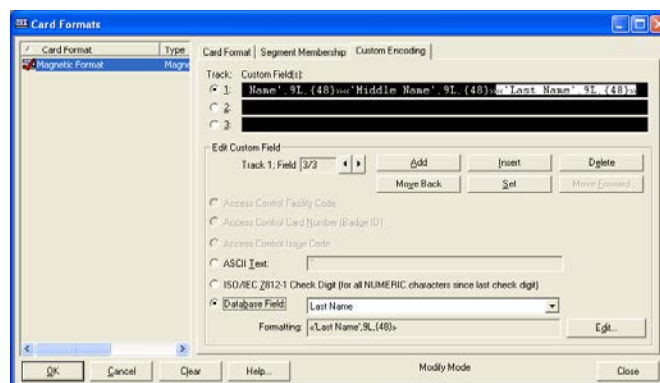 Card Formats
Card Format Type
Magnetic Format Magne
Card Format Segment Membership Custom Encoding
Track: Custom Field(s):
1: Name',9L,{48}»«'Middle Name',9L,{48}»«'Last Name',9L,{48}»
2:
3:
Edit Custom Field
Track 1; Field 3/3 Add Insert Delete
Move Back Set Move Forward
Access Control Facility Code
Access Control Card Number (Badge ID)
Access Control Issue Code
ASCII Text:
ISO/IEC 7812-1 Check Digit (for all NUMERIC characters since last check digit)
Database Field: Last Name
Formatting: «'Last Name',9L,{48}» Edit...
OK Cancel Clear Help... Modify Mode Close